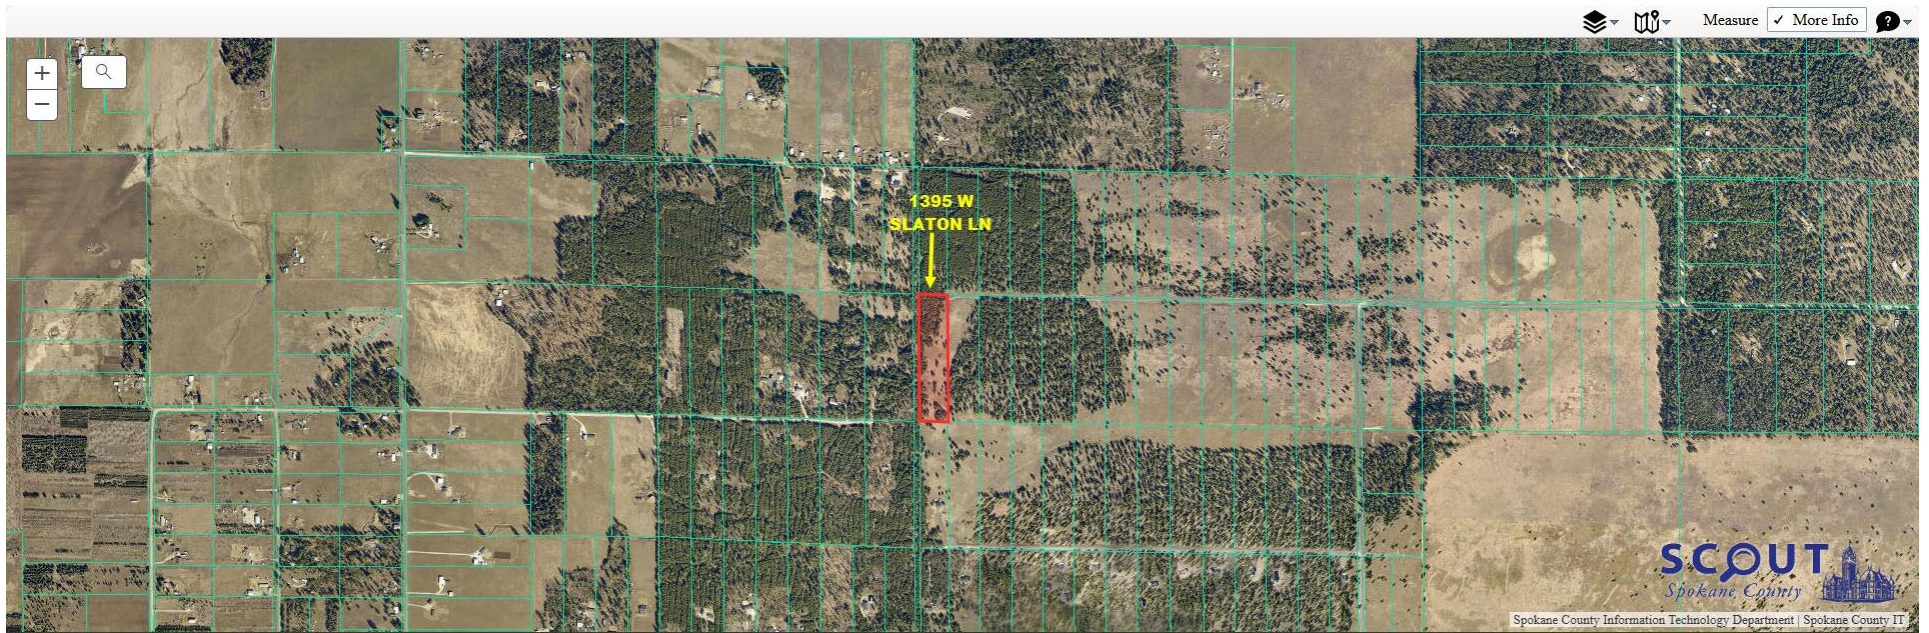 Measure
✓ More Info
?
+
−
1395 W
SLATON LN
SCOUT
Spokane County
Spokane County Information Technology Department | Spokane County IT